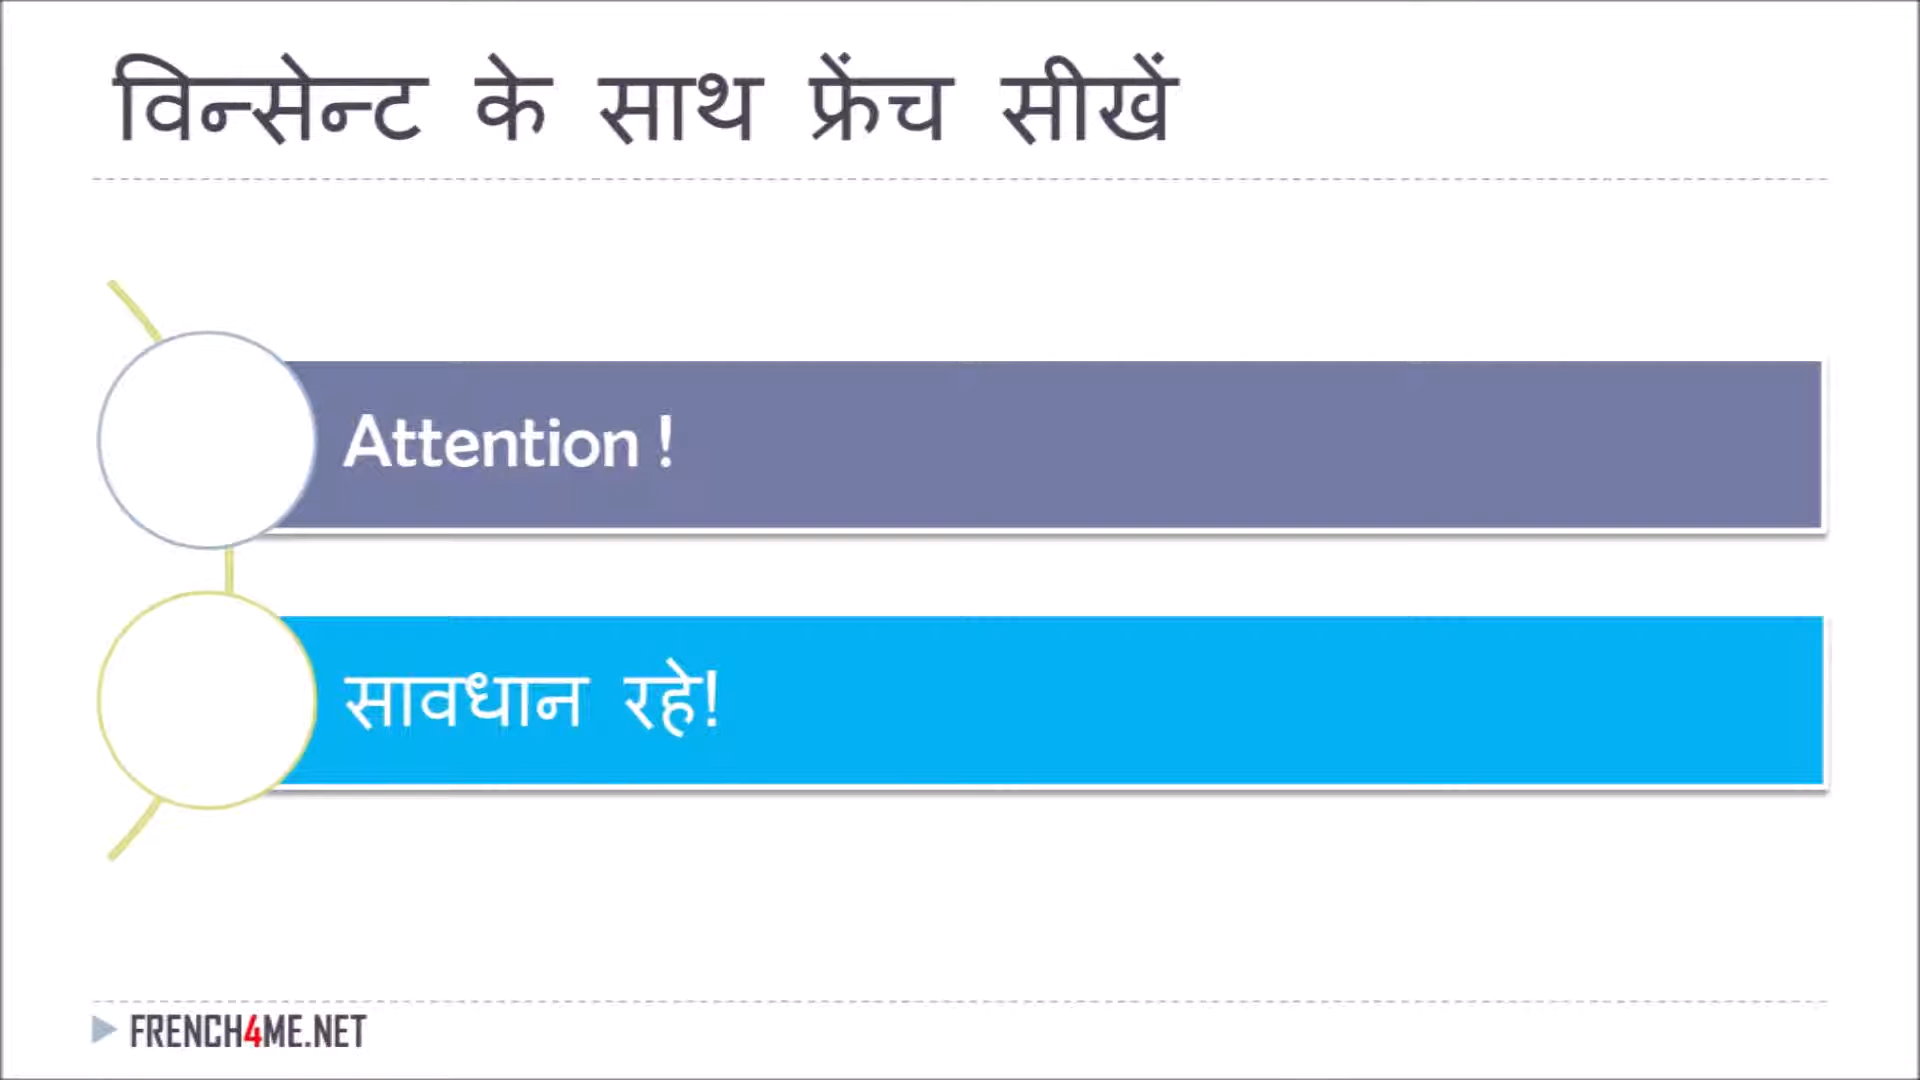 विन्सेन्ट के साथ फ्रेंच सीखें
Attention !
सावधान रहे!
FRENCH4ME.NET